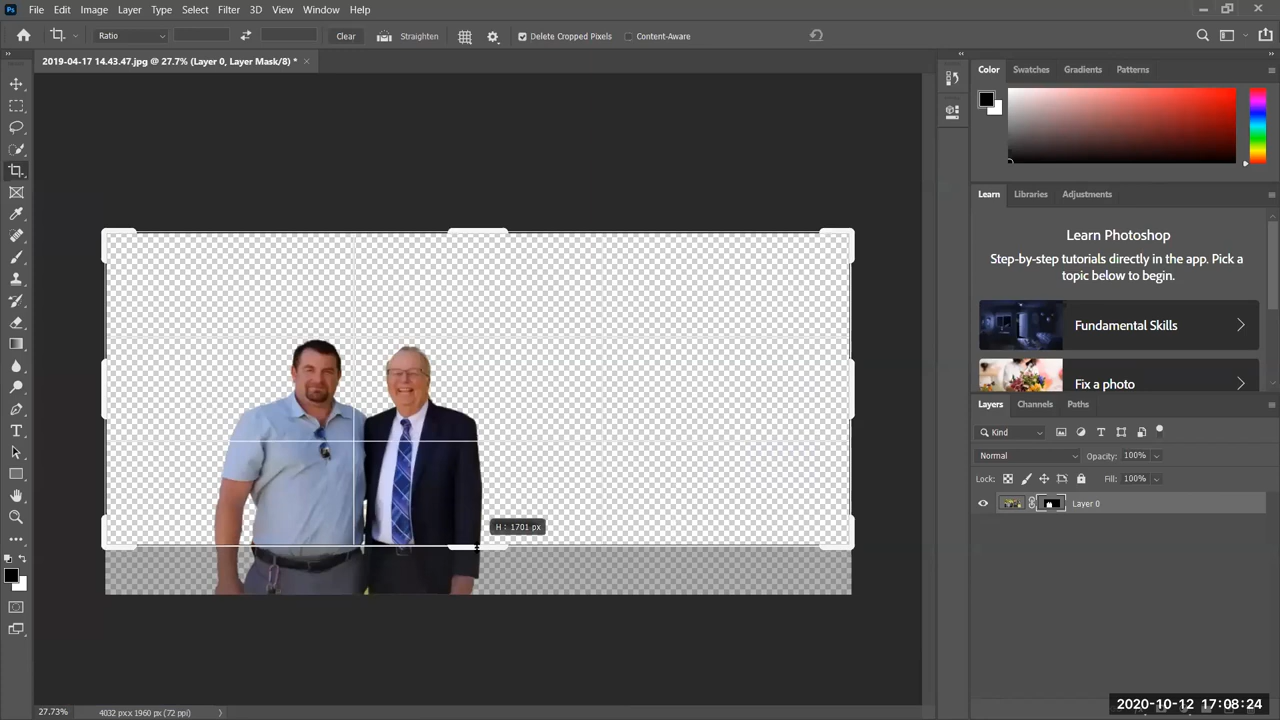 Ps File Edit Image Layer Type Select Filter 3D View Window Help
Ratio Clear Straighten Delete Cropped Pixels Content-Aware
2019-04-17 14.43.47.jpg @ 27.7% (Layer 0, Layer Mask/8) * ×
Color Swatches Gradients Patterns
Learn Libraries Adjustments
Learn Photoshop
Step-by-step tutorials directly in the app. Pick a
topic below to begin.
Fundamental Skills
Fix a photo
Layers Channels Paths
Kind
Normal Opacity: 100%
Lock: Fill: 100%
Layer 0
H : 1701 px
27.73% 4032 px x 1960 px (72 ppi)
2020-10-12 17:08:24